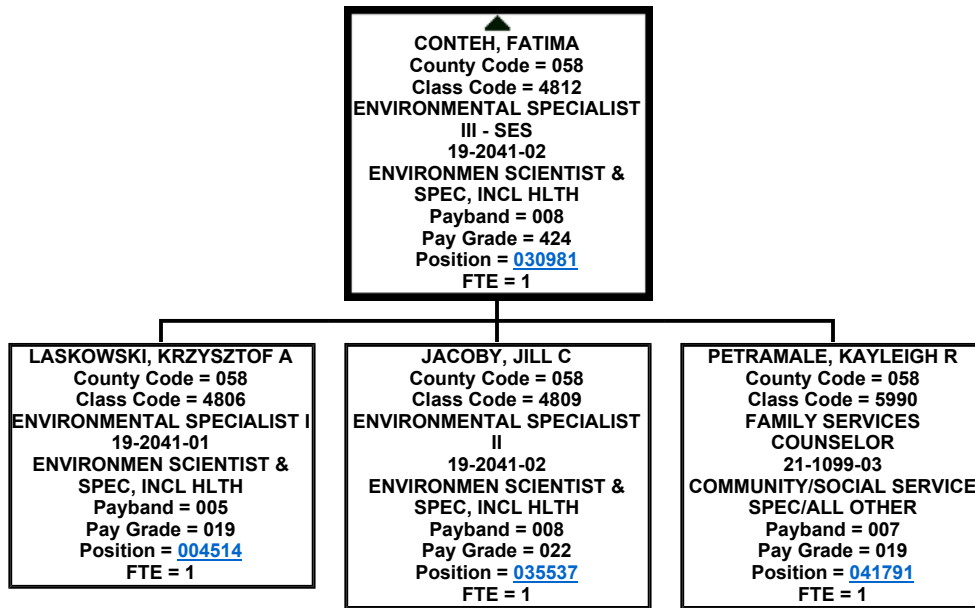 CONTEH, FATIMA
County Code = 058
Class Code = 4812
ENVIRONMENTAL SPECIALIST
III - SES
19-2041-02
ENVIRONMEN SCIENTIST &
SPEC, INCL HLTH
Payband = 008
Pay Grade = 424
Position = 030981
FTE = 1
LASKOWSKI, KRZYSZTOF A
County Code = 058
Class Code = 4806
ENVIRONMENTAL SPECIALIST I
19-2041-01
ENVIRONMEN SCIENTIST &
SPEC, INCL HLTH
Payband = 005
Pay Grade = 019
Position = 004514
FTE = 1
JACOBY, JILL C
County Code = 058
Class Code = 4809
ENVIRONMENTAL SPECIALIST
II
19-2041-02
ENVIRONMEN SCIENTIST &
SPEC, INCL HLTH
Payband = 008
Pay Grade = 022
Position = 035537
FTE = 1
PETRAMALE, KAYLEIGH R
County Code = 058
Class Code = 5990
FAMILY SERVICES
COUNSELOR
21-1099-03
COMMUNITY/SOCIAL SERVICE
SPEC/ALL OTHER
Payband = 007
Pay Grade = 019
Position = 041791
FTE = 1